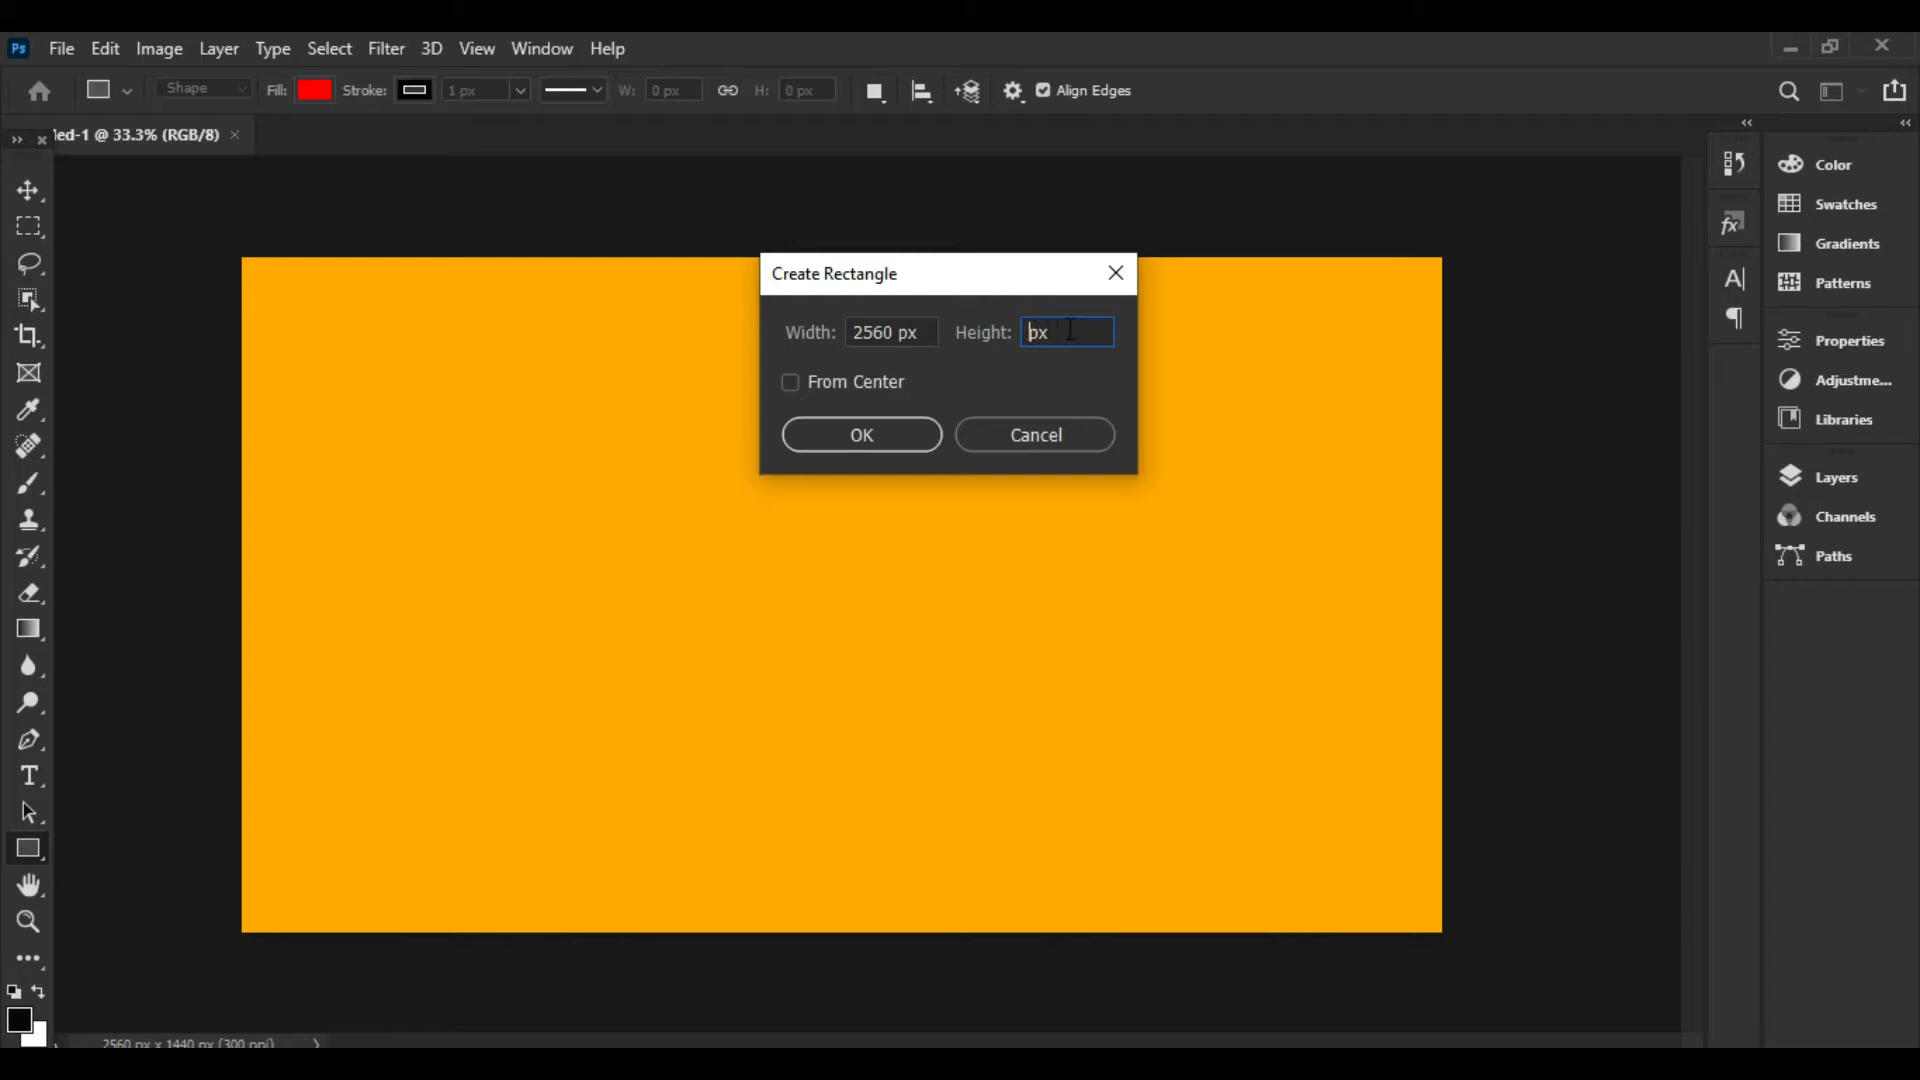 Ps File Edit Image Layer Type Select Filter 3D View Window Help
Shape Fill: Stroke: 1 px W: 0 px H: 0 px Align Edges
led-1 @ 33.3% (RGB/8)
Color
Swatches
Gradients
Patterns
Properties
Adjustme...
Libraries
Layers
Channels
Paths
Create Rectangle
Width: 2560 px Height: px
From Center
OK Cancel
2560 px x 1440 px (300 ppi)